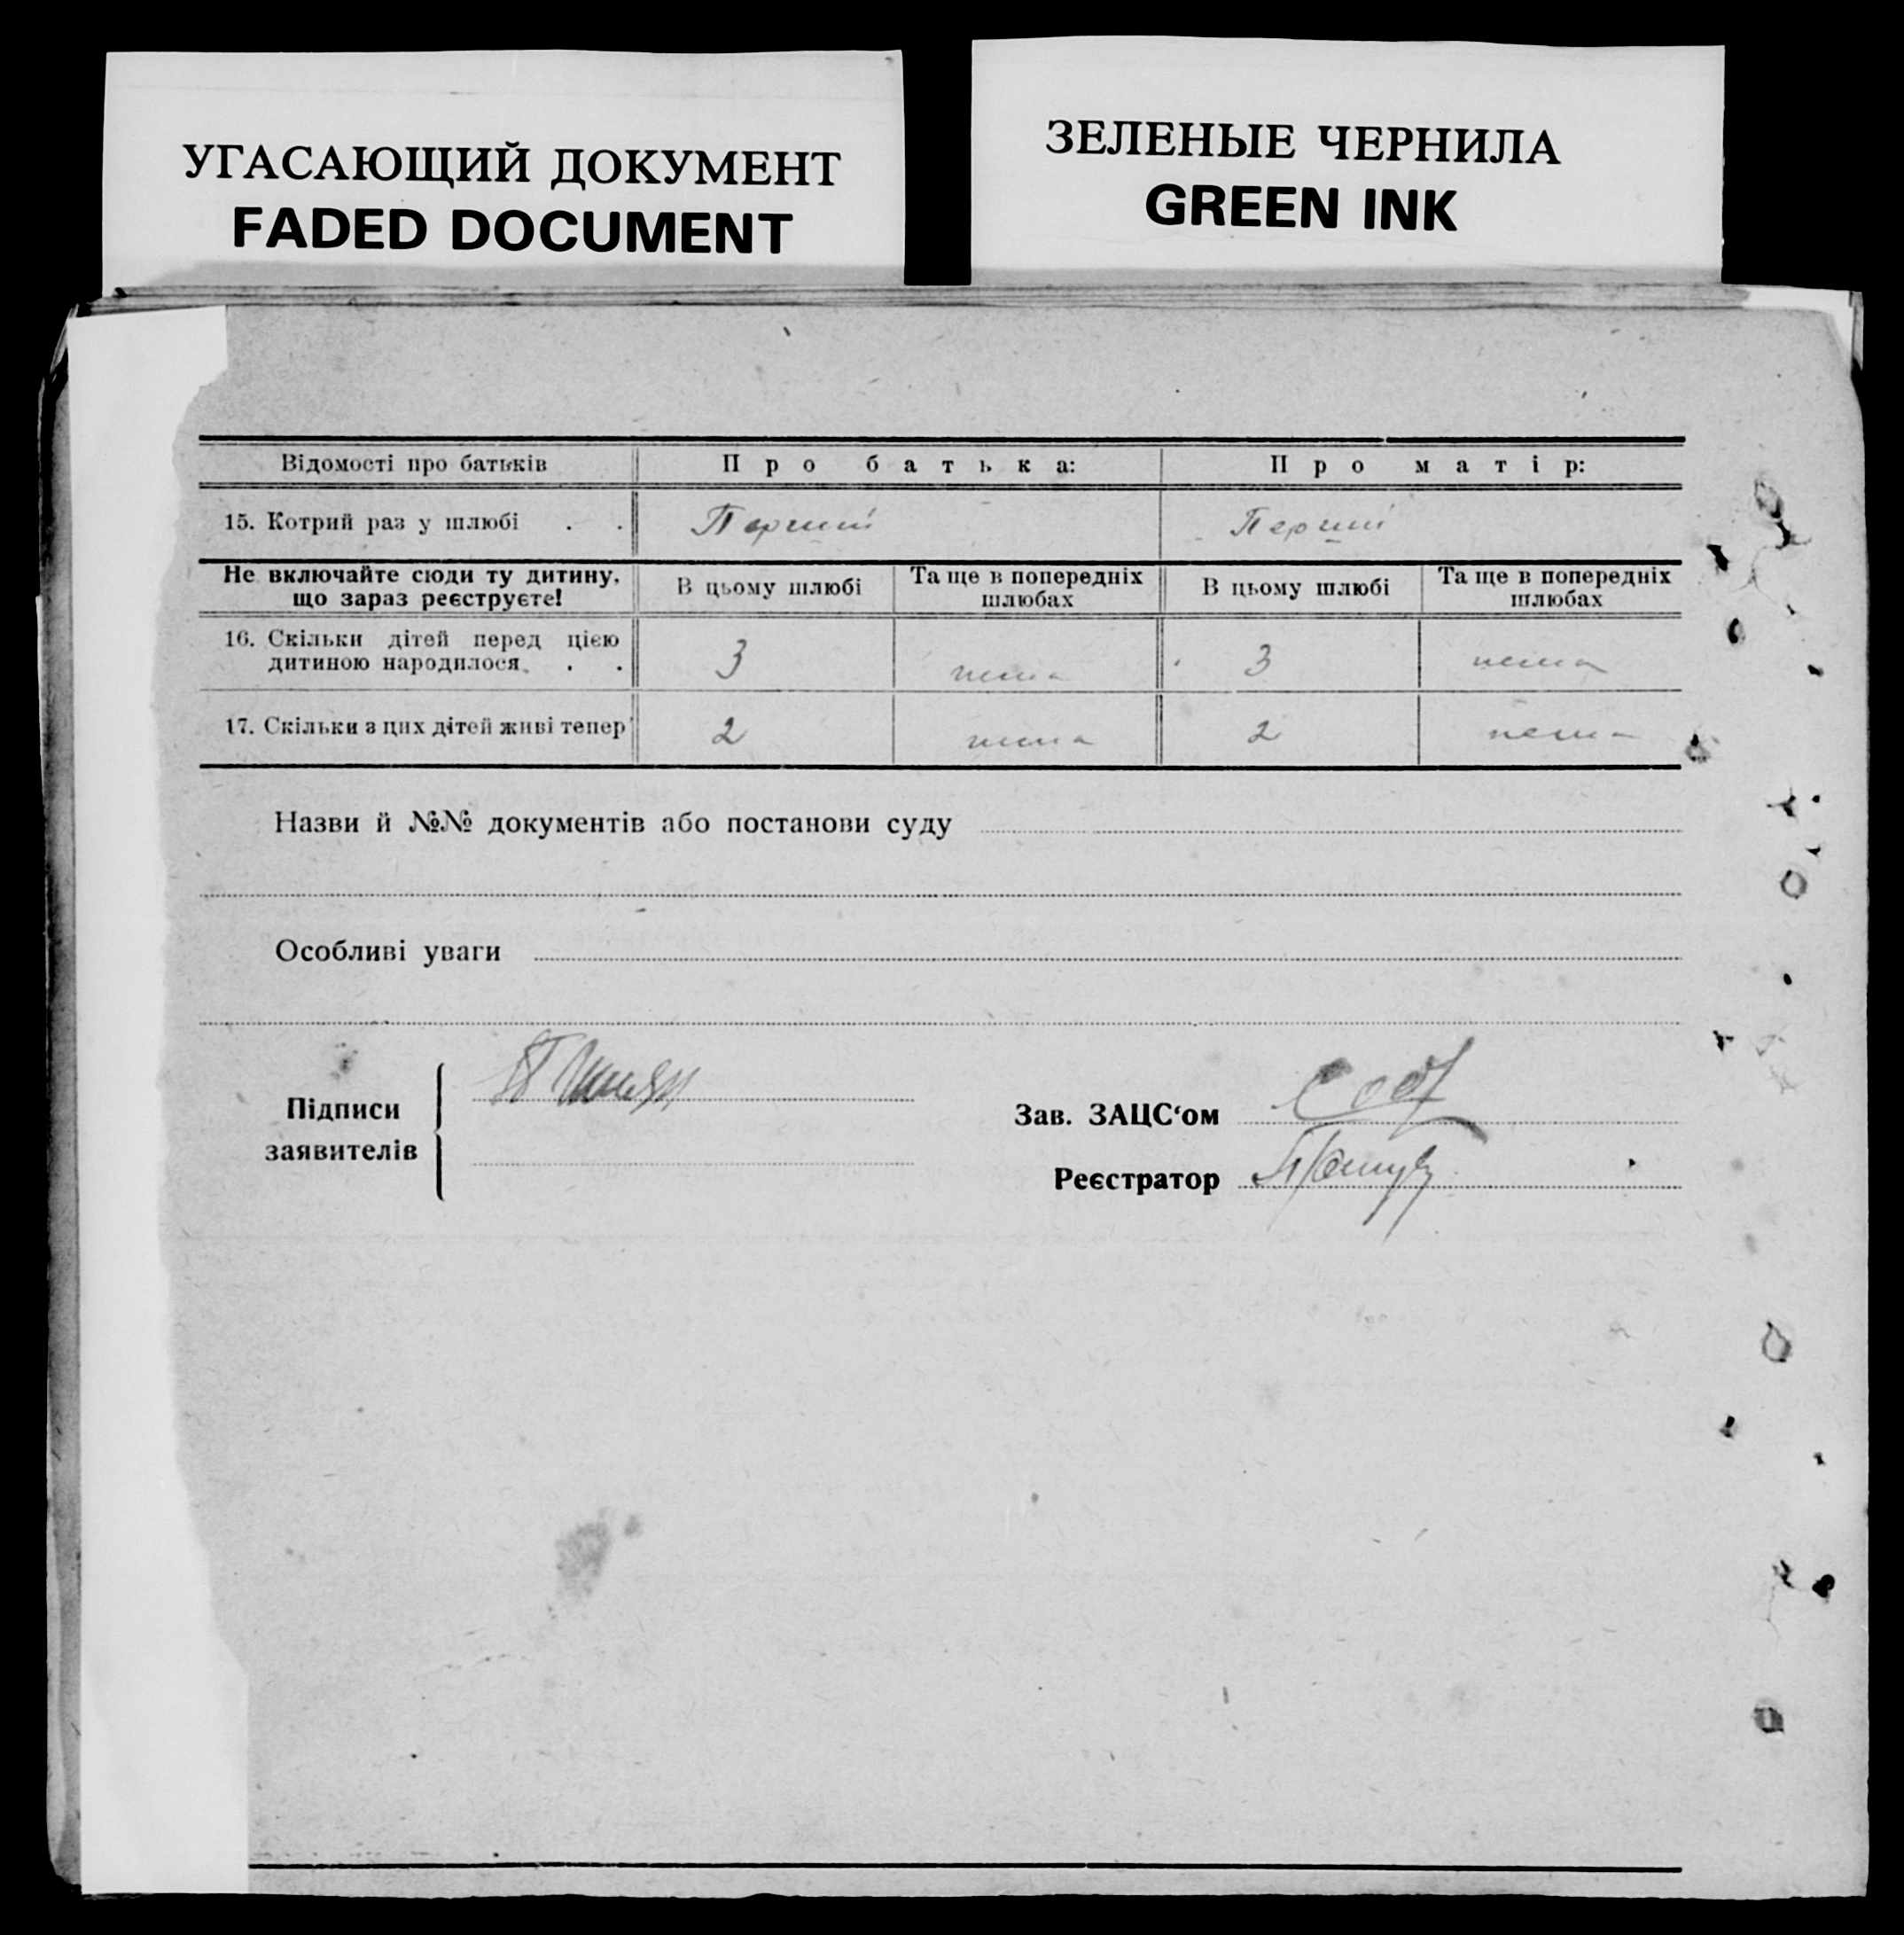 УГАСАЮЩИЙ ДОКУМЕНТ
FADED DOCUMENT
ЗЕЛЕНЫЕ ЧЕРНИЛА
GREEN INK
Відомості про батьків Про батька: Про матір:
15. Котрий раз у шлюбі . . Перший Перший
Не включайте сюди ту дитину, що зараз реєструєте! В цьому шлюбі Та ще в попередніх шлюбах В цьому шлюбі Та ще в попередніх шлюбах
16. Скільки дітей перед цією
дитиною народилося . . 3 нема 3 нема
17. Скільки з цих дітей живі тепер 2 нема 2 нема
Назви й №№ документів або постанови суду
Особливі уваги
Підписи
заявителів
Зав. ЗАЦС‘ом
Реєстратор